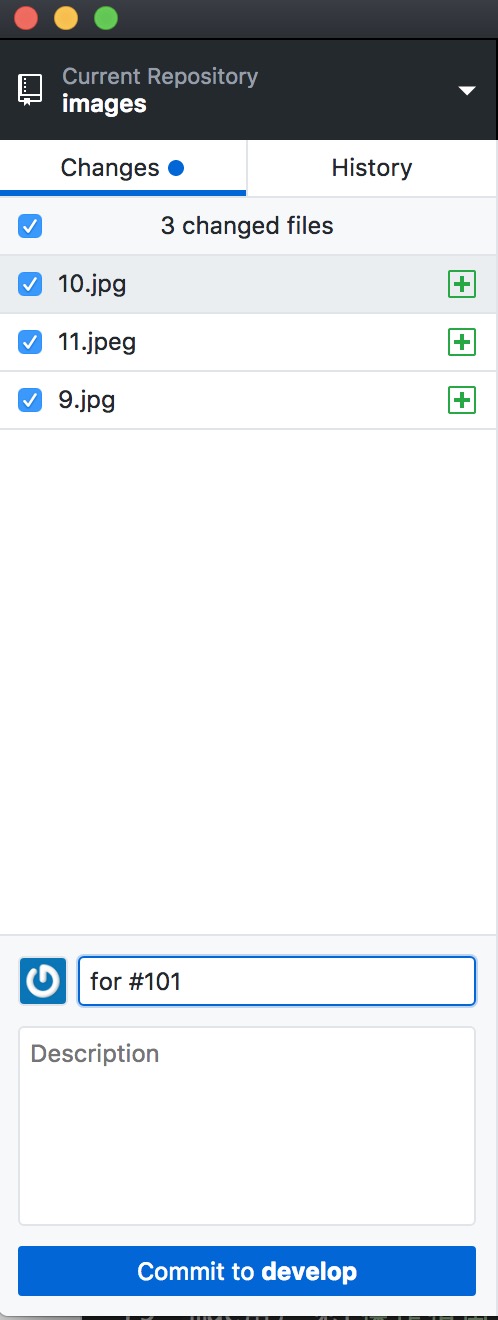 Current Repository
images
Changes
History
3 changed files
10.jpg
11.jpeg
9.jpg
for #101
Description
Commit to develop